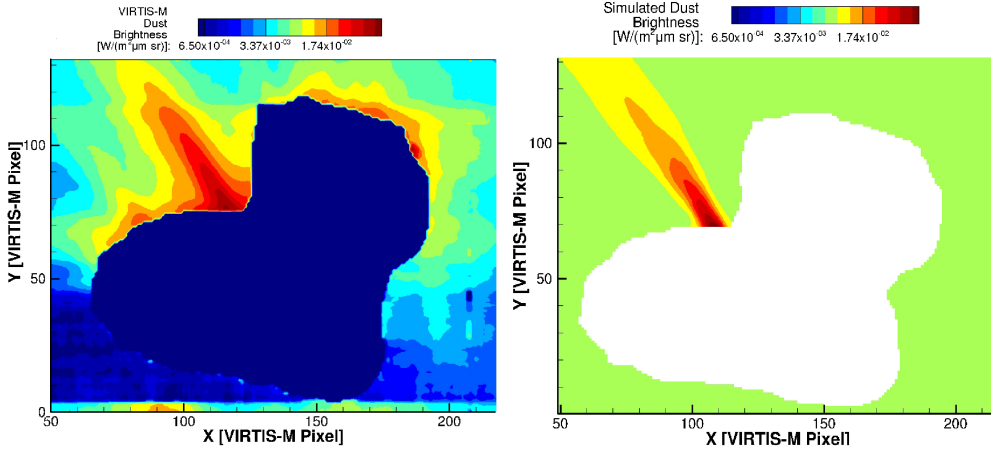 VIRTIS-M
Dust
Brightness
[W/(m²μm sr)]: 6.50x10⁻⁰⁴ 3.37x10⁻⁰³ 1.74x10⁻⁰²
Y [VIRTIS-M Pixel]
100
50
0
50 100 150 200
X [VIRTIS-M Pixel]
Simulated Dust
Brightness
[W/(m²μm sr)]: 6.50x10⁻⁰⁴ 3.37x10⁻⁰³ 1.74x10⁻⁰²
Y [VIRTIS-M Pixel]
100
50
0
50 100 150 200
X [VIRTIS-M Pixel]